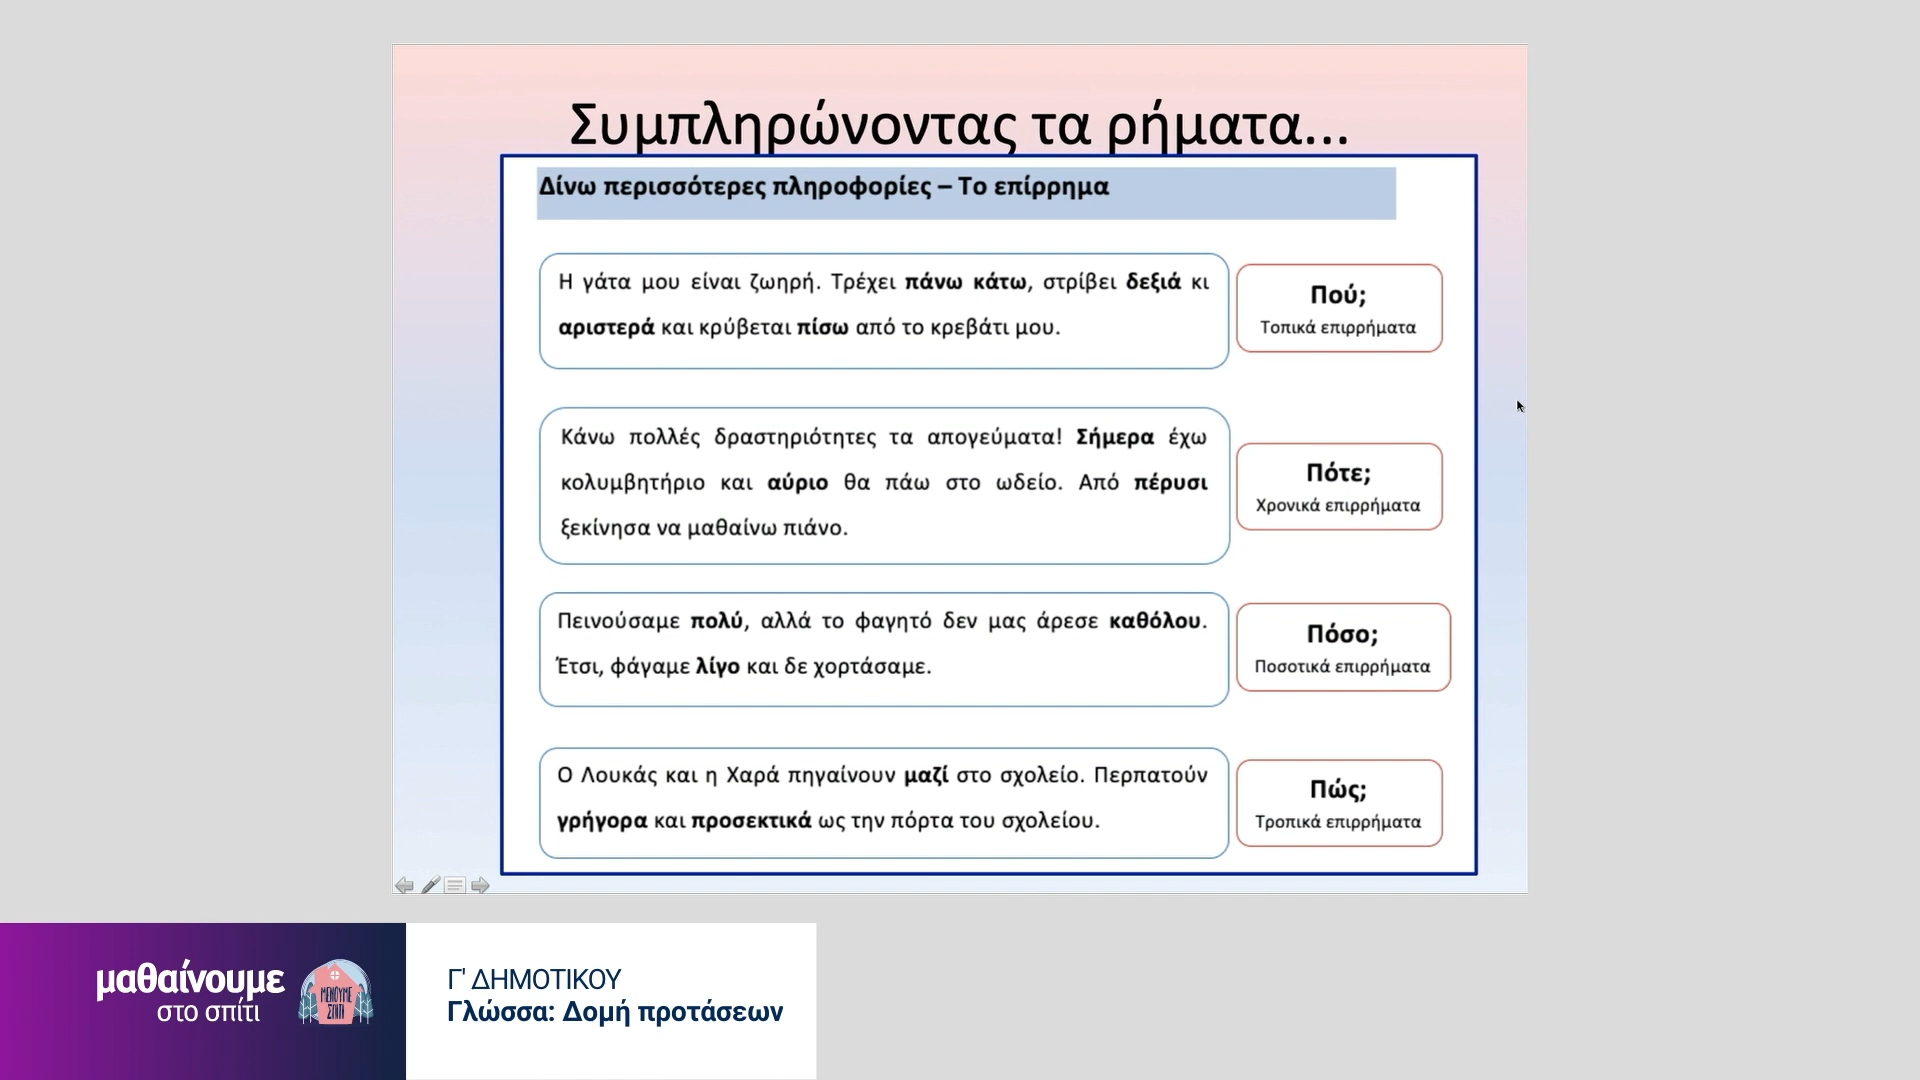 Συμπληρώνοντας τα ρήματα...
Δίνω περισσότερες πληροφορίες – Το επίρρημα
Η γάτα μου είναι ζωηρή. Τρέχει πάνω κάτω, στρίβει δεξιά κι
αριστερά και κρύβεται πίσω από το κρεβάτι μου.
Πού;
Τοπικά επιρρήματα
Κάνω πολλές δραστηριότητες τα απογεύματα! Σήμερα έχω
κολυμβητήριο και αύριο θα πάω στο ωδείο. Από πέρυσι
ξεκίνησα να μαθαίνω πιάνο.
Πότε;
Χρονικά επιρρήματα
Πεινούσαμε πολύ, αλλά το φαγητό δεν μας άρεσε καθόλου.
Έτσι, φάγαμε λίγο και δε χορτάσαμε.
Πόσο;
Ποσοτικά επιρρήματα
Ο Λουκάς και η Χαρά πηγαίνουν μαζί στο σχολείο. Περπατούν
γρήγορα και προσεκτικά ως την πόρτα του σχολείου.
Πώς;
Τροπικά επιρρήματα
μαθαίνουμε
στο σπίτι
ΜΕΝΟΥΜΕ
ΣΠΙΤΙ
Γ' ΔΗΜΟΤΙΚΟΥ
Γλώσσα: Δομή προτάσεων